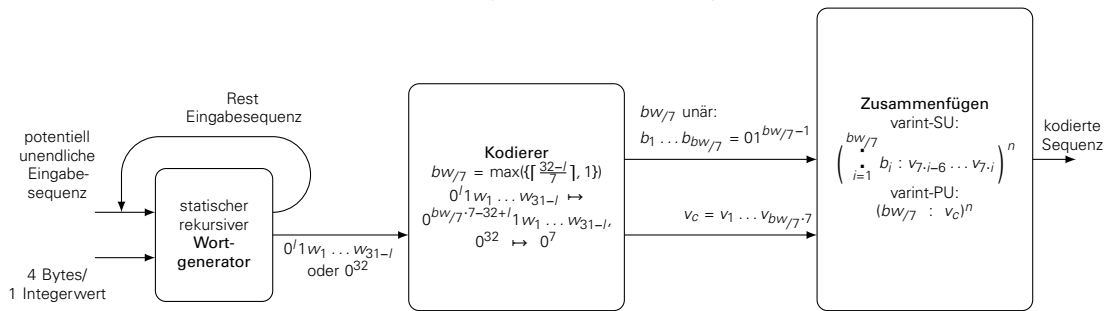 potentiell
unendliche
Eingabe-
sequenz
4 Bytes/
1 Integerwert
Rest
Eingabesequenz
statischer
rekursiver
Wort-
generator
0^l 1w_1 … w_{31−l}
oder 0^{32}
Kodierer
bw_{/7} = max({⌈\frac{32−l}{7}⌉, 1})
0^l 1w_1 … w_{31−l} ↦
0^{bw_{/7}·7−32+l} 1w_1 … w_{31−l},
0^{32} ↦ 0^7
bw_{/7} unär:
b_1 … b_{bw_{/7}} = 01^{bw_{/7}−1}
v_c = v_1 … v_{bw_{/7}·7}
Zusammenfügen
varint-SU:
( \overset{bw_{/7}}{\underset{i=1}{:}} b_i : v_{7·i−6} … v_{7·i} )^n
varint-PU:
(bw_{/7} : v_c)^n
kodierte
Sequenz